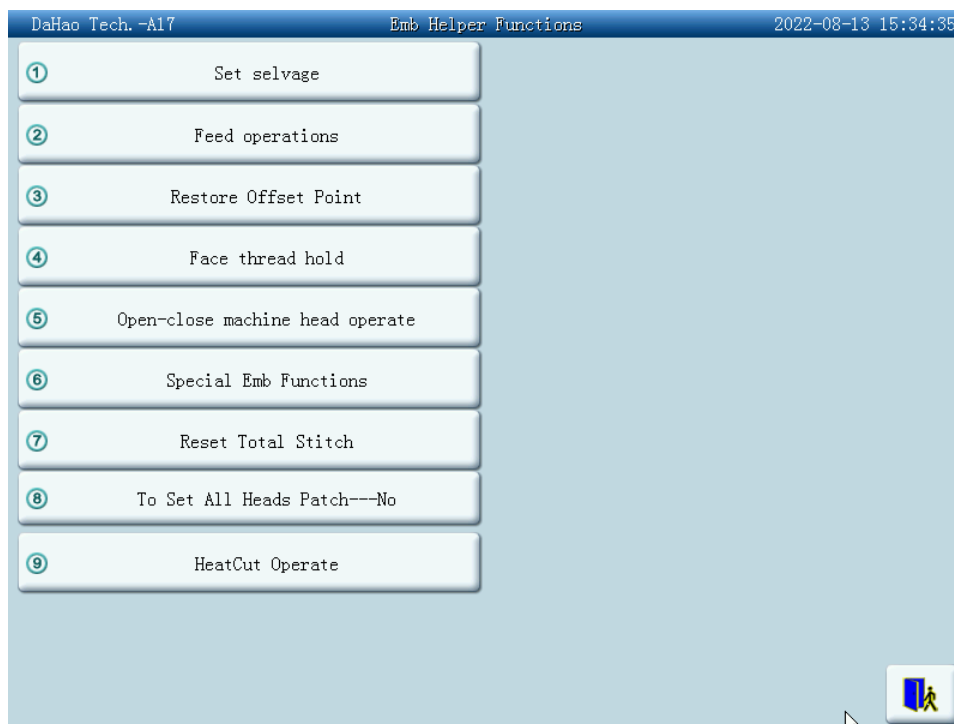 DaHao Tech.-A17 Emb Helper Functions 2022-08-13 15:34:35
1 Set selvage
2 Feed operations
3 Restore Offset Point
4 Face thread hold
5 Open-close machine head operate
6 Special Emb Functions
7 Reset Total Stitch
8 To Set All Heads Patch---No
9 HeatCut Operate